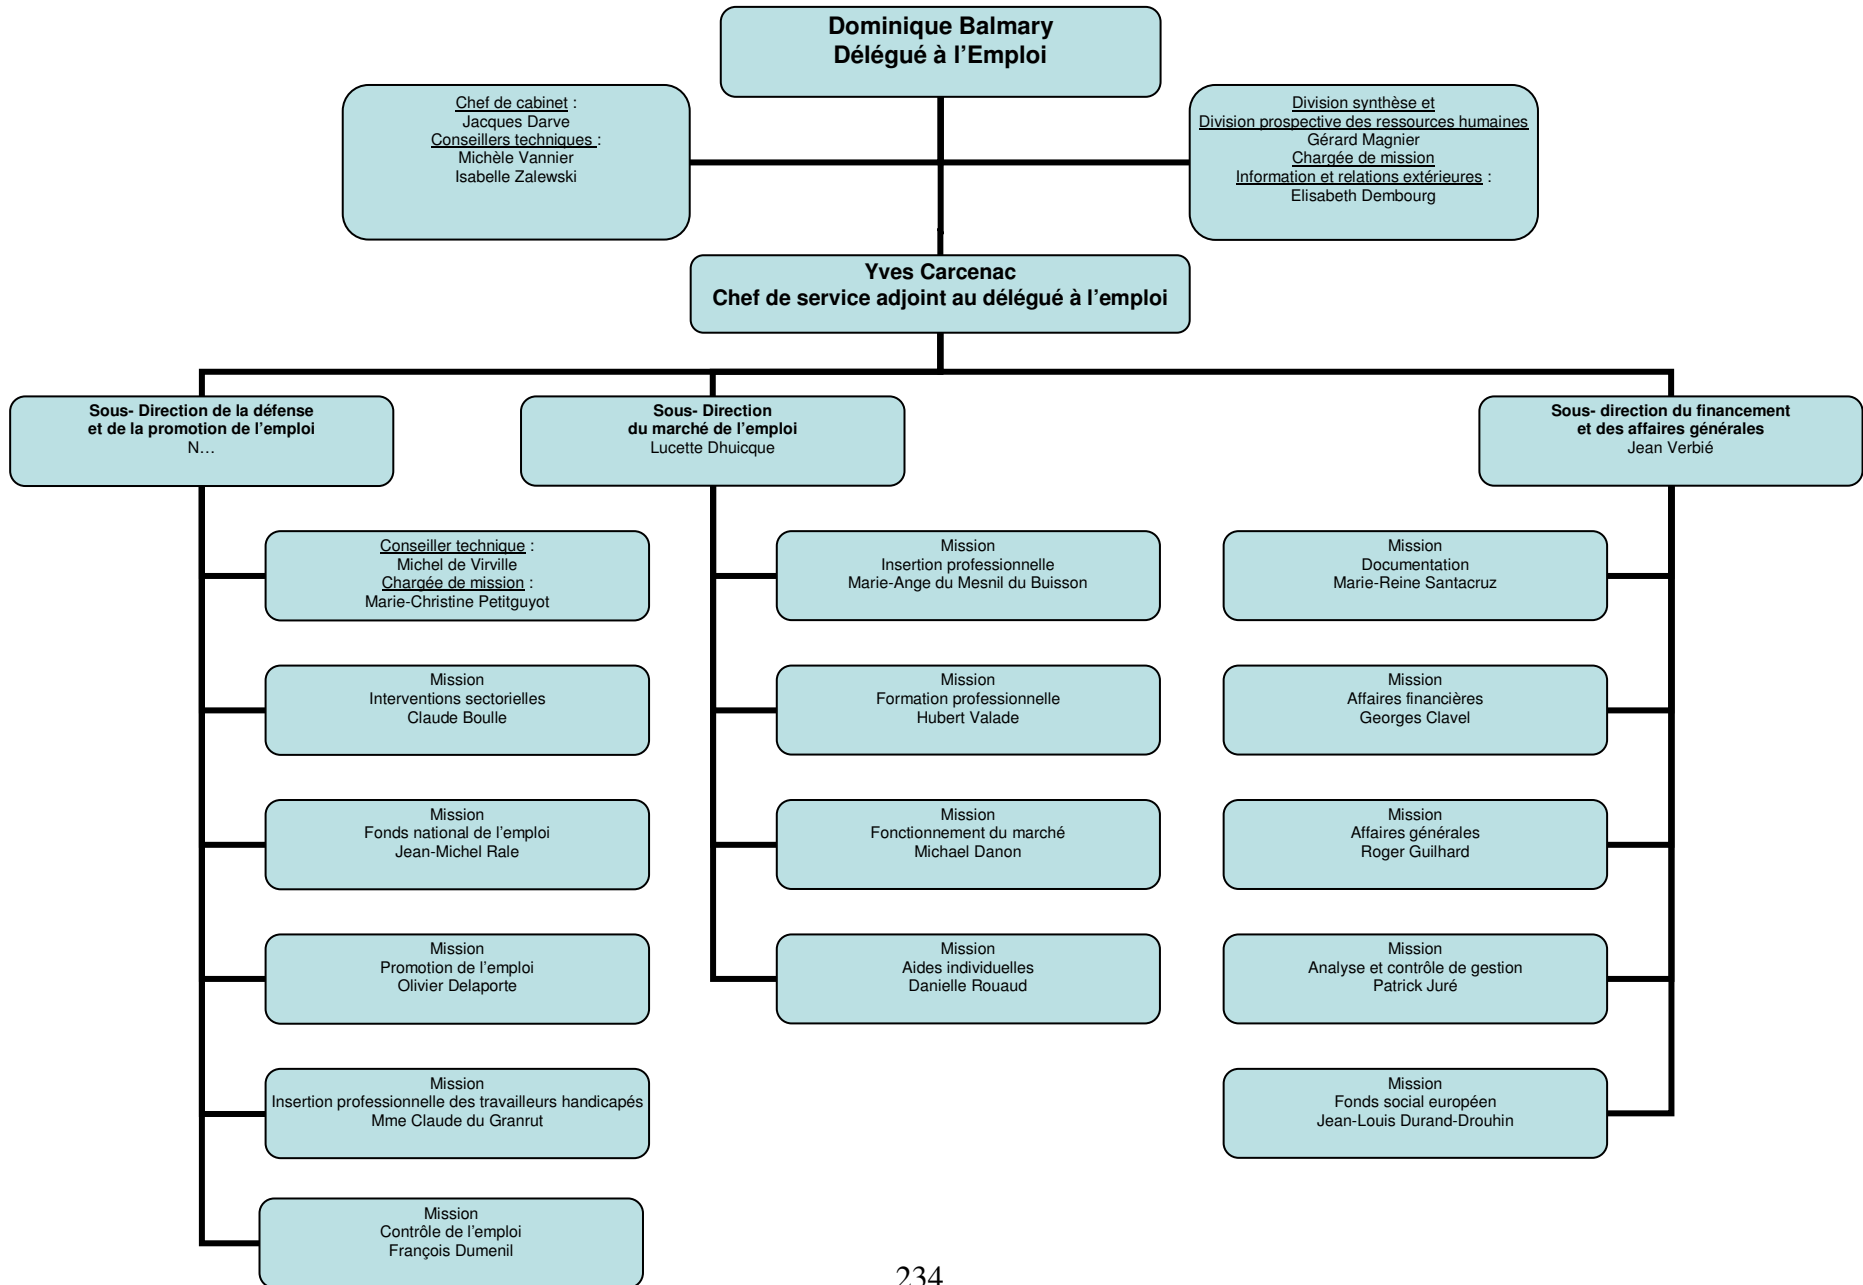 Dominique Balmary
Délégué à l’Emploi
Chef de cabinet :
Jacques Darve
Conseillers techniques :
Michèle Vannier
Isabelle Zalewski
Division synthèse et
Division prospective des ressources humaines
Gérard Magnier
Chargée de mission
Information et relations extérieures :
Elisabeth Dembourg
Yves Carcenac
Chef de service adjoint au délégué à l’emploi
Sous- Direction de la défense
et de la promotion de l’emploi
N…
Sous- Direction
du marché de l’emploi
Lucette Dhuicque
Sous- direction du financement
et des affaires générales
Jean Verbié
Conseiller technique :
Michel de Virville
Chargée de mission :
Marie-Christine Petitguyot
Mission
Interventions sectorielles
Claude Boulle
Mission
Fonds national de l’emploi
Jean-Michel Rale
Mission
Promotion de l’emploi
Olivier Delaporte
Mission
Insertion professionnelle des travailleurs handicapés
Mme Claude du Granrut
Mission
Contrôle de l’emploi
François Dumenil
Mission
Insertion professionnelle
Marie-Ange du Mesnil du Buisson
Mission
Formation professionnelle
Hubert Valade
Mission
Fonctionnement du marché
Michael Danon
Mission
Aides individuelles
Danielle Rouaud
Mission
Documentation
Marie-Reine Santacruz
Mission
Affaires financières
Georges Clavel
Mission
Affaires générales
Roger Guilhard
Mission
Analyse et contrôle de gestion
Patrick Juré
Mission
Fonds social européen
Jean-Louis Durand-Drouhin
234